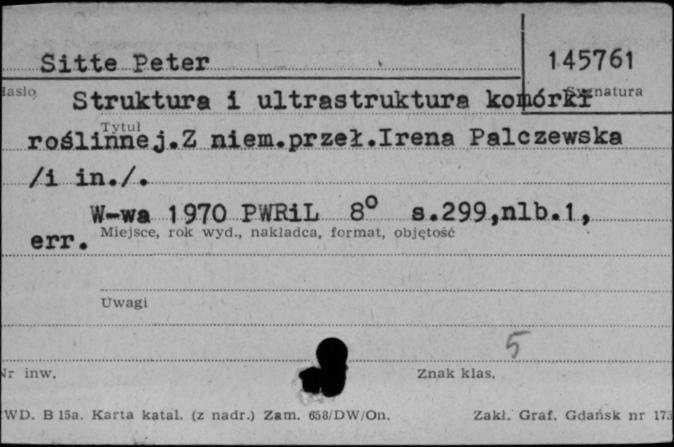 Sitte Peter 145761
Hasło Sygnatura
Struktura i ultrastruktura komórki
Tytuł
roślinnej.Z niem.przeł.Irena Palczewska
/i in./.
W-wa 1970 PWRiL 8° s.299,nlb.1,
err. Miejsce, rok wyd., nakładca, format, objętość
Uwagi
5
Nr inw. Znak klas.
WD. B 15a. Karta katal. (z nadr.) Zam. 658/DW/On. Zakł. Graf. Gdańsk nr 173